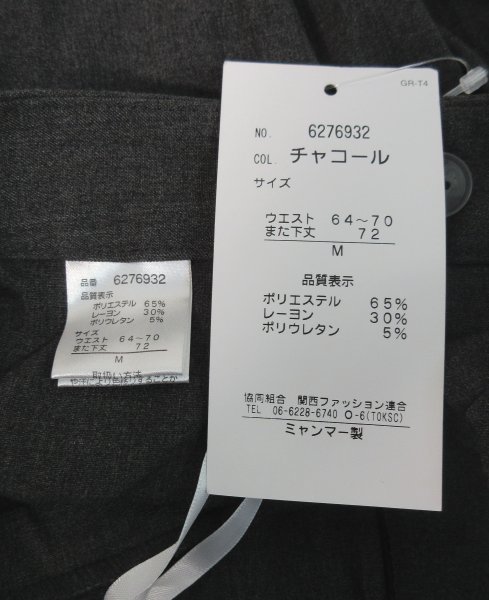 GR-T4
NO. 6276932
COL. チャコール
サイズ
ウエスト 64～70
また下丈 72
M
品質表示
ポリエステル 65%
レーヨン 30%
ポリウレタン 5%
協同組合 関西ファッション連合
TEL 06-6228-6740 O-6(TOKSC)
ミャンマー製
品番 6276932
品質表示
ポリエステル 65%
レーヨン 30%
ポリウレタン 5%
サイズ
ウエスト 64～70
また下丈 72
M
取扱い方法